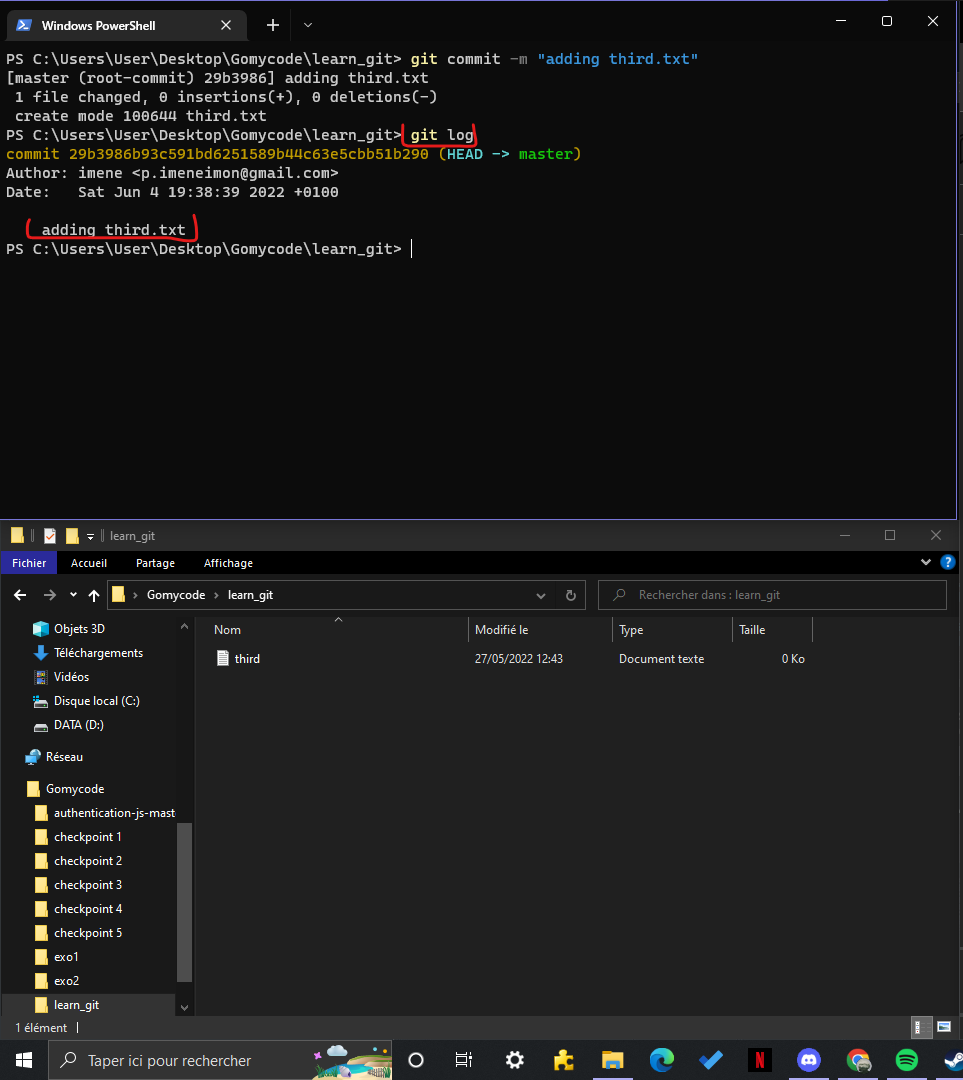 Windows PowerShell
PS C:\Users\User\Desktop\Gomycode\learn_git> git commit -m "adding third.txt"
[master (root-commit) 29b3986] adding third.txt
1 file changed, 0 insertions(+), 0 deletions(-)
create mode 100644 third.txt
PS C:\Users\User\Desktop\Gomycode\learn_git> git log
commit 29b3986b93c591bd6251589b44c63e5cbb51b290 (HEAD -> master)
Author: imene <p.imeneimon@gmail.com>
Date:   Sat Jun 4 19:38:39 2022 +0100
adding third.txt
PS C:\Users\User\Desktop\Gomycode\learn_git>
learn_git
Fichier Accueil Partage Affichage
Gomycode > learn_git Rechercher dans : learn_git
Nom Modifié le Type Taille
third 27/05/2022 12:43 Document texte 0 Ko
Objets 3D
Téléchargements
Vidéos
Disque local (C:)
DATA (D:)
Réseau
Gomycode
authentication-js-mast
checkpoint 1
checkpoint 2
checkpoint 3
checkpoint 4
checkpoint 5
exo1
exo2
learn_git
1 élément
Taper ici pour rechercher